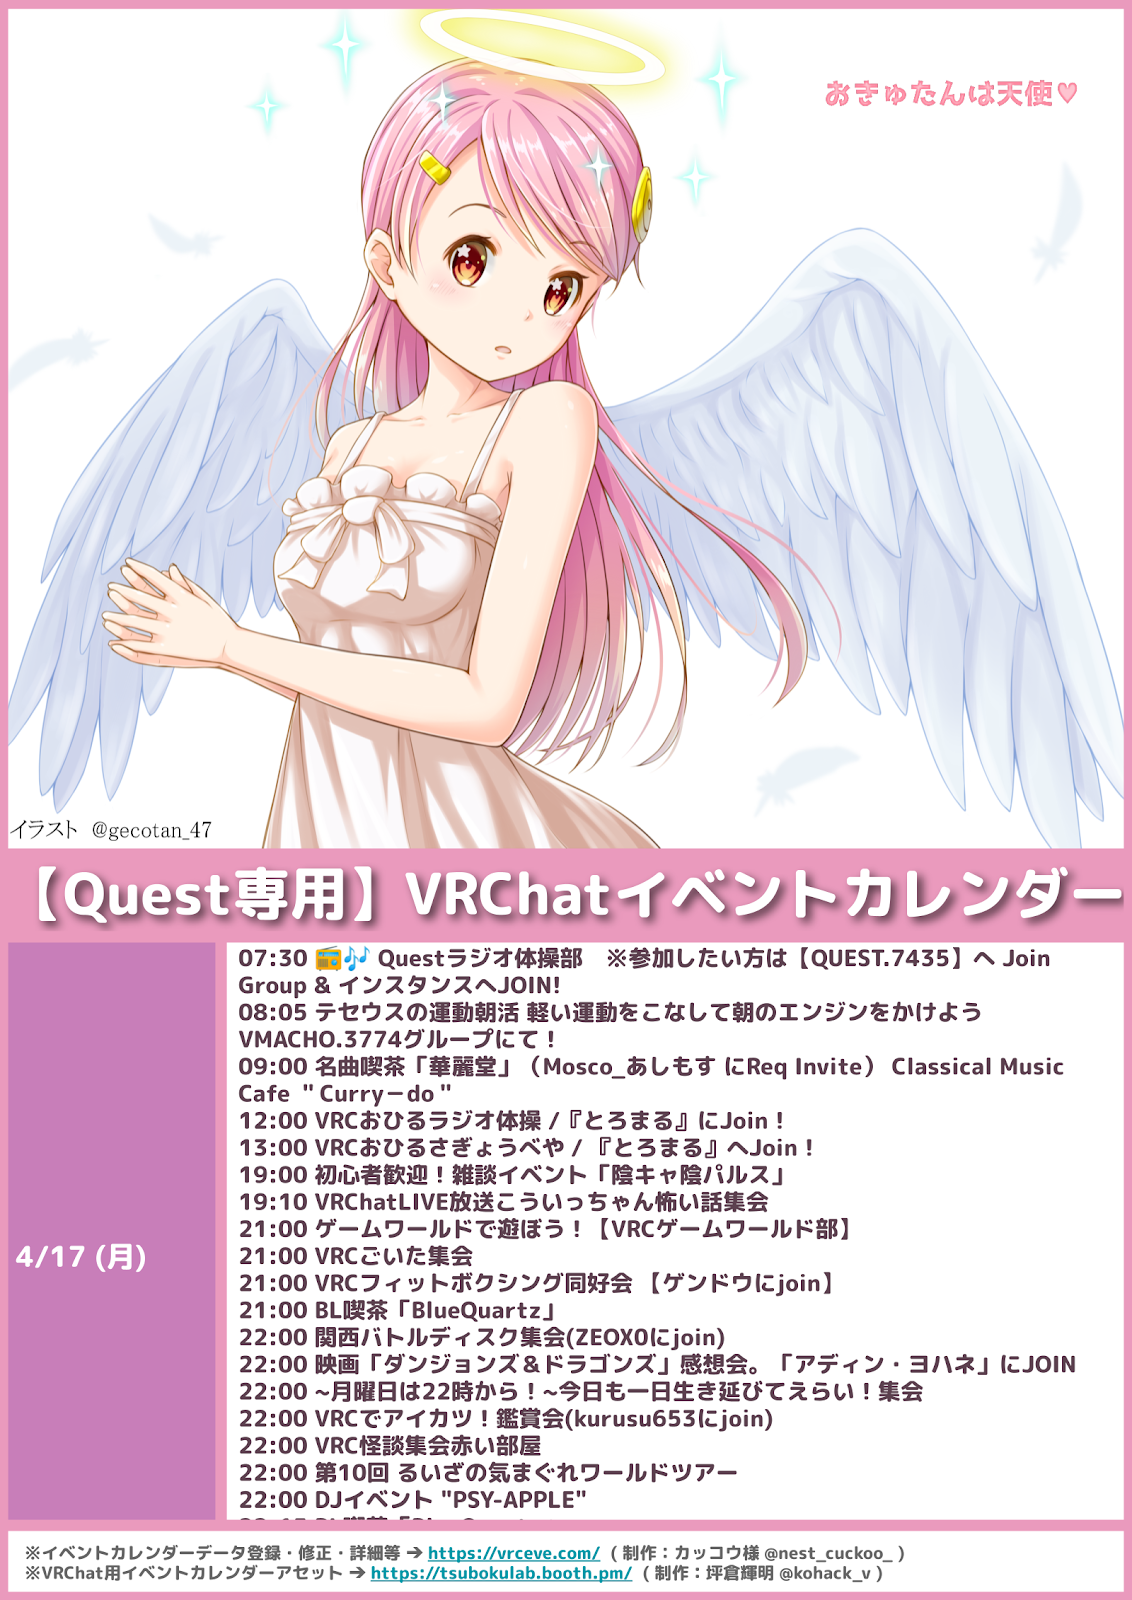 おきゅたんは天使♥
イラスト @gecotan_47
【Quest専用】VRChatイベントカレンダー
4/17 (月)
07:30 📻🎶 Questラジオ体操部　※参加したい方は【QUEST.7435】へ Join
Group & インスタンスへJOIN!
08:05 テセウスの運動朝活 軽い運動をこなして朝のエンジンをかけよう
VMACHO.3774グループにて！
09:00 名曲喫茶「華麗堂」（Mosco_あしもす にReq Invite） Classical Music
Cafe ＂Curry－do＂
12:00 VRCおひるラジオ体操 /『とろまる』にJoin！
13:00 VRCおひるさぎょうべや / 『とろまる』へJoin！
19:00 初心者歓迎！雑談イベント「陰キャ陰パルス」
19:10 VRChatLIVE放送こういっちゃん怖い話集会
21:00 ゲームワールドで遊ぼう！【VRCゲームワールド部】
21:00 VRCごいた集会
21:00 VRCフィットボクシング同好会 【ゲンドウにjoin】
21:00 BL喫茶「BlueQuartz」
22:00 関西バトルディスク集会(ZEOX0にjoin)
22:00 映画「ダンジョンズ＆ドラゴンズ」感想会。「アディン・ヨハネ」にJOIN
22:00 ~月曜日は22時から！~今日も一日生き延びてえらい！集会
22:00 VRCでアイカツ！鑑賞会(kurusu653にjoin)
22:00 VRC怪談集会赤い部屋
22:00 第10回 るいざの気まぐれワールドツアー
22:00 DJイベント "PSY-APPLE"
※イベントカレンダーデータ登録・修正・詳細等 ➔ https://vrceve.com/ ( 制作：カッコウ様 @nest_cuckoo_ )
※VRChat用イベントカレンダーアセット ➔ https://tsubokulab.booth.pm/ ( 制作：坪倉輝明 @kohack_v )